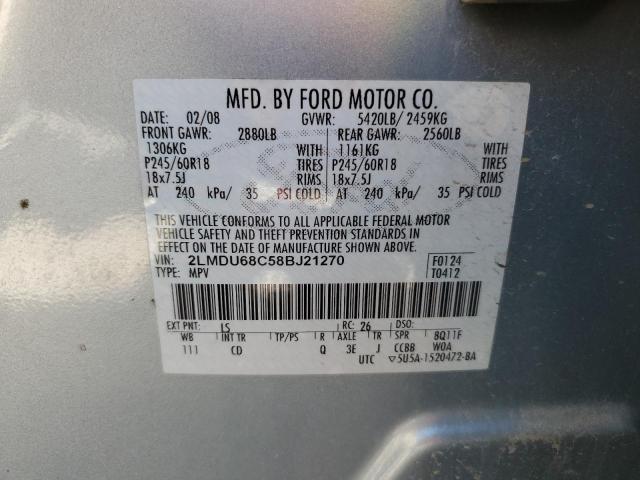 MFD. BY FORD MOTOR CO.
DATE: 02/08 GVWR: 5420LB/ 2459KG
FRONT GAWR: 2880LB REAR GAWR: 2560LB
1306KG WITH 1161KG WITH
P245/60R18 TIRES P245/60R18 TIRES
18x7.5J RIMS 18x7.5J RIMS
AT 240 kPa/ 35 PSI COLD AT 240 kPa/ 35 PSI COLD
THIS VEHICLE CONFORMS TO ALL APPLICABLE FEDERAL MOTOR
VEHICLE SAFETY AND THEFT PREVENTION STANDARDS IN
EFFECT ON THE DATE OF MANUFACTURE SHOWN ABOVE.
VIN: 2LMDU68C58BJ21270 F0124
TYPE: MPV T0412
EXT PNT: LS RC: 26 DSO:
WB INT TR TP/PS R AXLE TR SPR 8Q11F
111 CD Q 3E J CCBB W0A
UTC ▽5U5A-1520472-BA